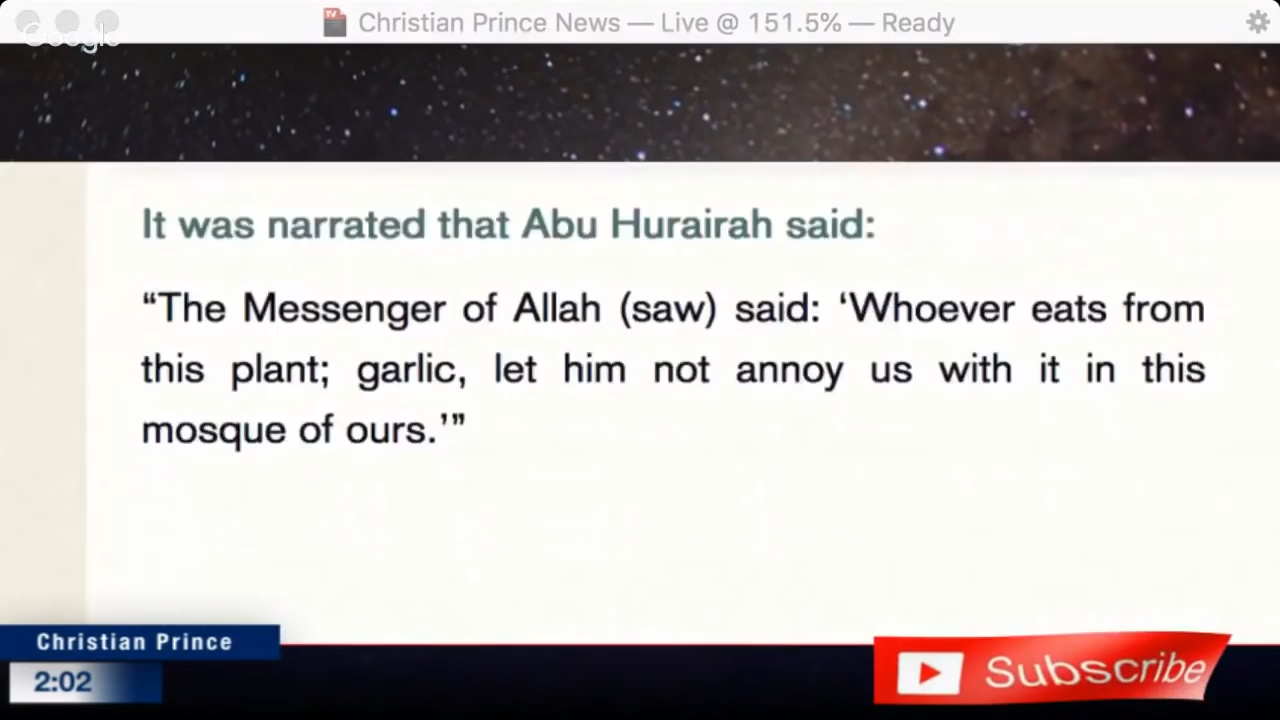 Christian Prince News — Live @ 151.5% — Ready
Google
It was narrated that Abu Hurairah said:
“The Messenger of Allah (saw) said: ‘Whoever eats from
this plant; garlic, let him not annoy us with it in this
mosque of ours.’”
Christian Prince
2:02
Subscribe